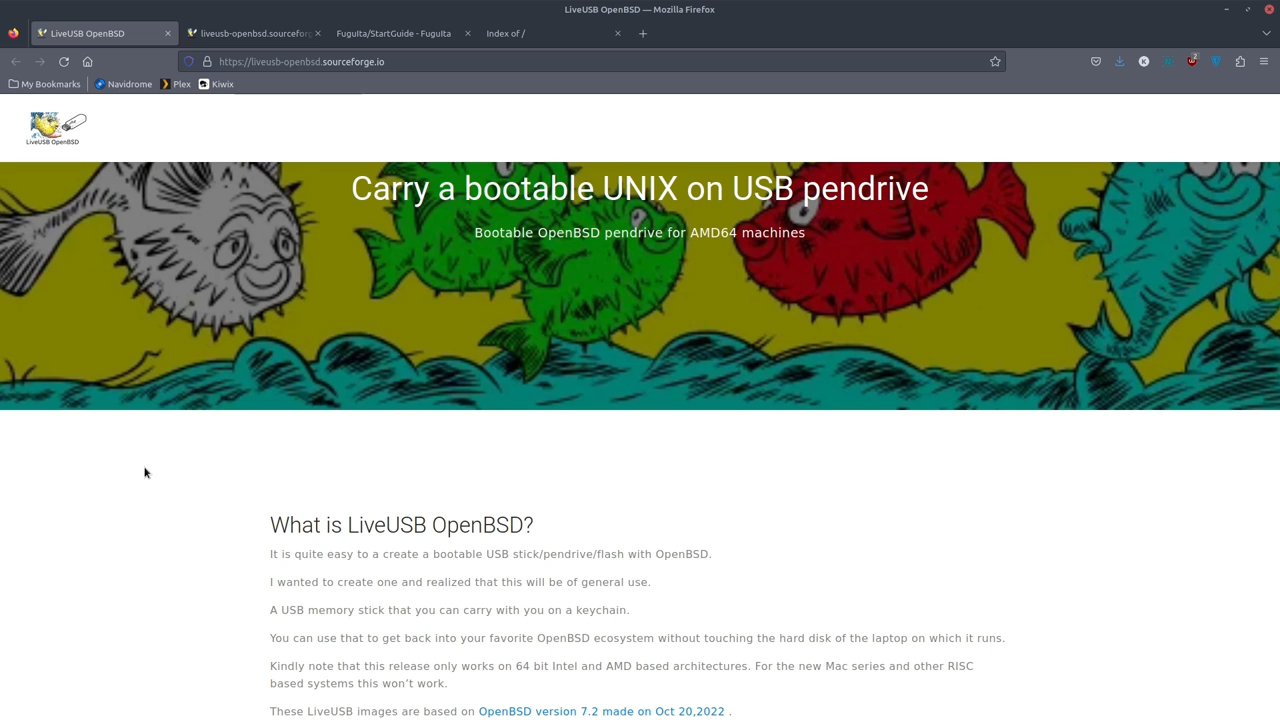 LiveUSB OpenBSD — Mozilla Firefox
LiveUSB OpenBSD
liveusb-openbsd.sourceforg
FuguIta/StartGuide - FuguIta
Index of /
https://liveusb-openbsd.sourceforge.io
K
2
My Bookmarks
Navidrome
Plex
Kiwix
LiveUSB OpenBSD
Carry a bootable UNIX on USB pendrive
Bootable OpenBSD pendrive for AMD64 machines
What is LiveUSB OpenBSD?
It is quite easy to a create a bootable USB stick/pendrive/flash with OpenBSD.
I wanted to create one and realized that this will be of general use.
A USB memory stick that you can carry with you on a keychain.
You can use that to get back into your favorite OpenBSD ecosystem without touching the hard disk of the laptop on which it runs.
Kindly note that this release only works on 64 bit Intel and AMD based architectures. For the new Mac series and other RISC
based systems this won’t work.
These LiveUSB images are based on OpenBSD version 7.2 made on Oct 20,2022 .